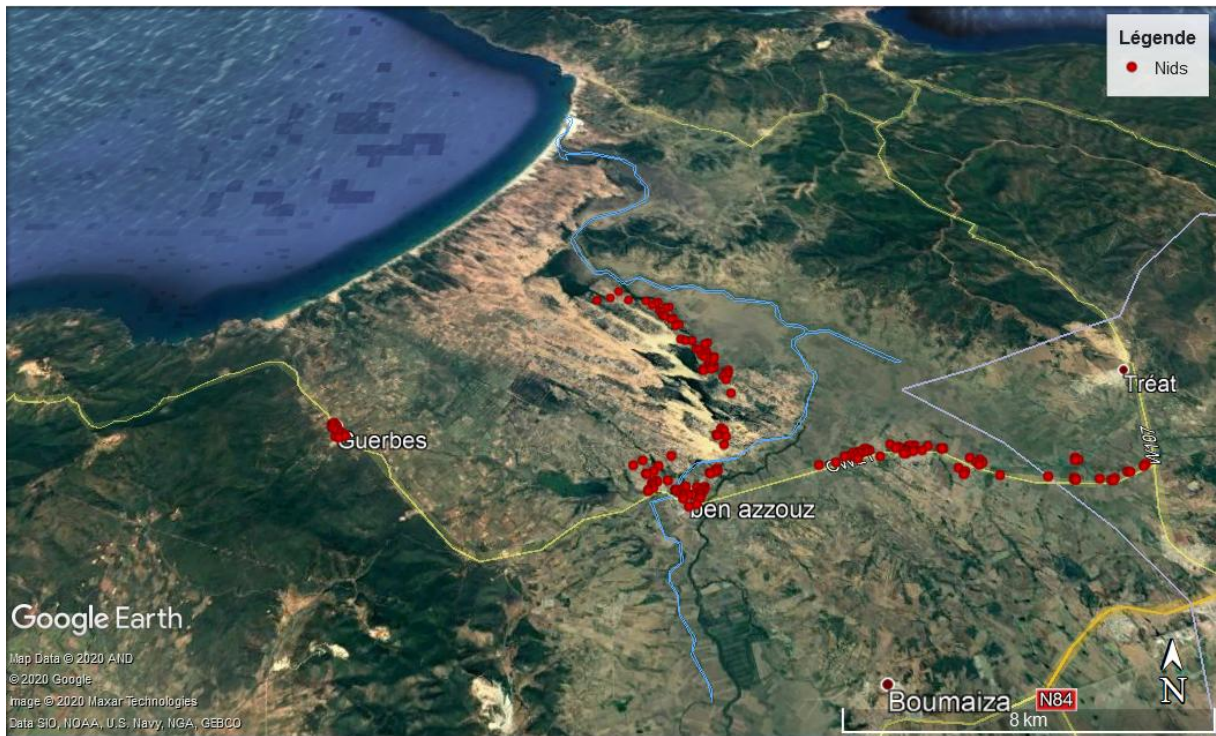 Légende
Nids
Tréat
Guerbes
W107
ben azzouz
Google Earth
Map Data © 2020 AND
© 2020 Google
Image © 2020 Maxar Technologies
Data SIO, NOAA, U.S. Navy, NGA, GEBCO
Boumaiza
N84
N
8 km